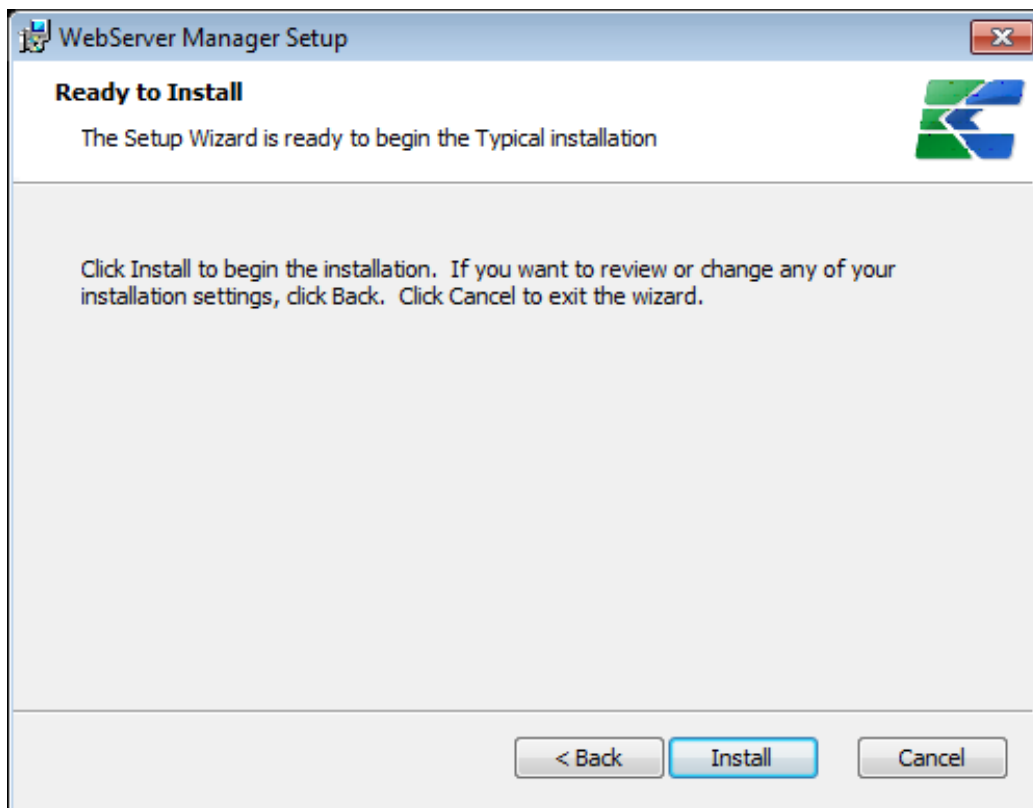 WebServer Manager Setup
Ready to Install
The Setup Wizard is ready to begin the Typical installation
Click Install to begin the installation.  If you want to review or change any of your
installation settings, click Back.  Click Cancel to exit the wizard.
< Back Install Cancel